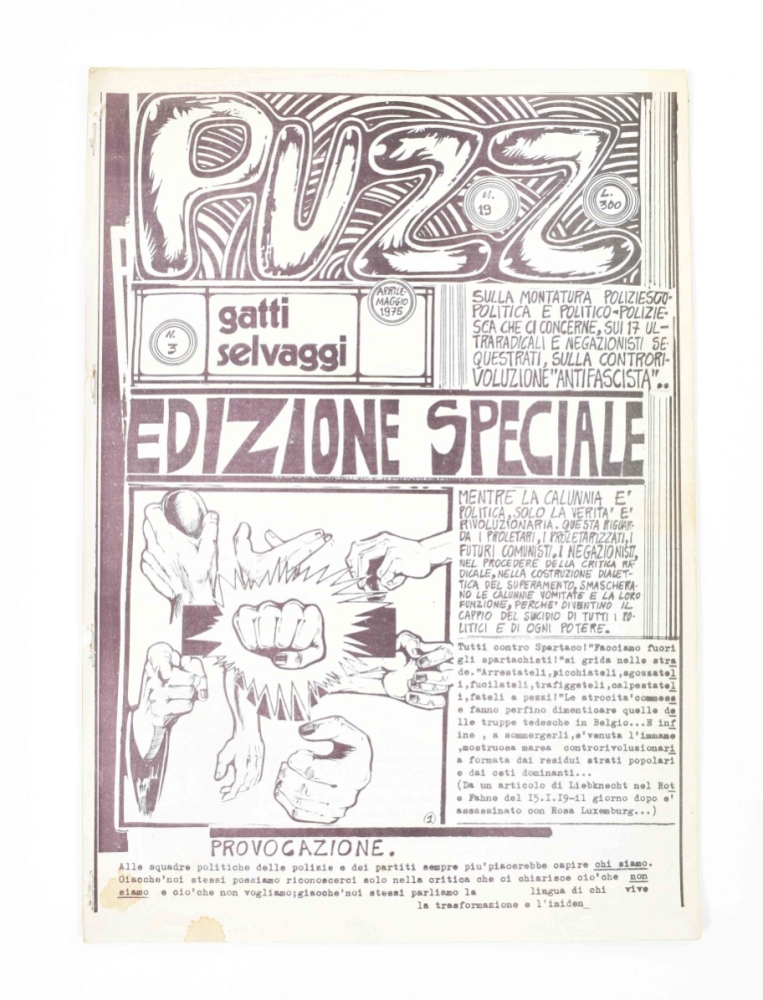 PUZZ
N. 19
L. 300
N. 3
gatti
selvaggi
APRILE-
MAGGIO
1975
SULLA MONTATURA POLIZIESCO-
POLITICA E POLITICO-POLIZIE-
SCA CHE CI CONCERNE, SUI 17 UL-
TRARADICALI E NEGAZIONISTI SE-
QUESTRATI, SULLA CONTRORI-
VOLUZIONE "ANTIFASCISTA"..
EDIZIONE SPECIALE
MENTRE LA CALUNNIA E'
POLITICA, SOLO LA VERITA' E'
RIVOLUZIONARIA. QUESTA RIGUAR-
DA I PROLETARI, I PROLETARIZZATI, I
FUTURI COMUNISTI, I NEGAZIONISTI,
NEL PROCEDERE DELLA CRITICA RA-
DICALE, NELLA COSTRUZIONE DIALET-
TICA DEL SUPERAMENTO, SMASCHERA-
NO LE CALUNNIE VOMITATE E LA LORO
FUNZIONE, PERCHE' DIVENTINO IL
CAPPIO DEL SUICIDIO DI TUTTI I PO-
LITICI E DI OGNI POTERE.
Tutti contro Spartaco!"Facciamo fuori
gli spartachisti!"si grida nelle stra
de."Arrestateli,picchiateli,sgozzatel
i,fucilateli,trafiggeteli,calpestatel
i,fateli a pezzi!"Le atrocita'commess
e fanno perfino dimenticare quelle de
lle truppe tedesche in Belgio...E inf
ine , a sommergerli,e'venuta l'immane
,mostruosa marea controrivoluzionari
a formata dai residui strati popolari
e dai ceti dominanti...
(Da un articolo di Liebknecht nel Rot
e Fahne del 15.1.19-il giorno dopo e'
assassinato con Rosa Luxemburg...)
(1)
PROVOCAZIONE.
Alle squadre politiche delle polizie e dei partiti sempre piu'piacerebbe capire chi siamo.
Giacche'noi stessi possiamo riconoscerci solo nella critica che ci chiarisce cio'che non
siamo e cio'che non vogliamo;giacche'noi stessi parliamo la lingua di chi vive
la trasformazione e l'iniden_